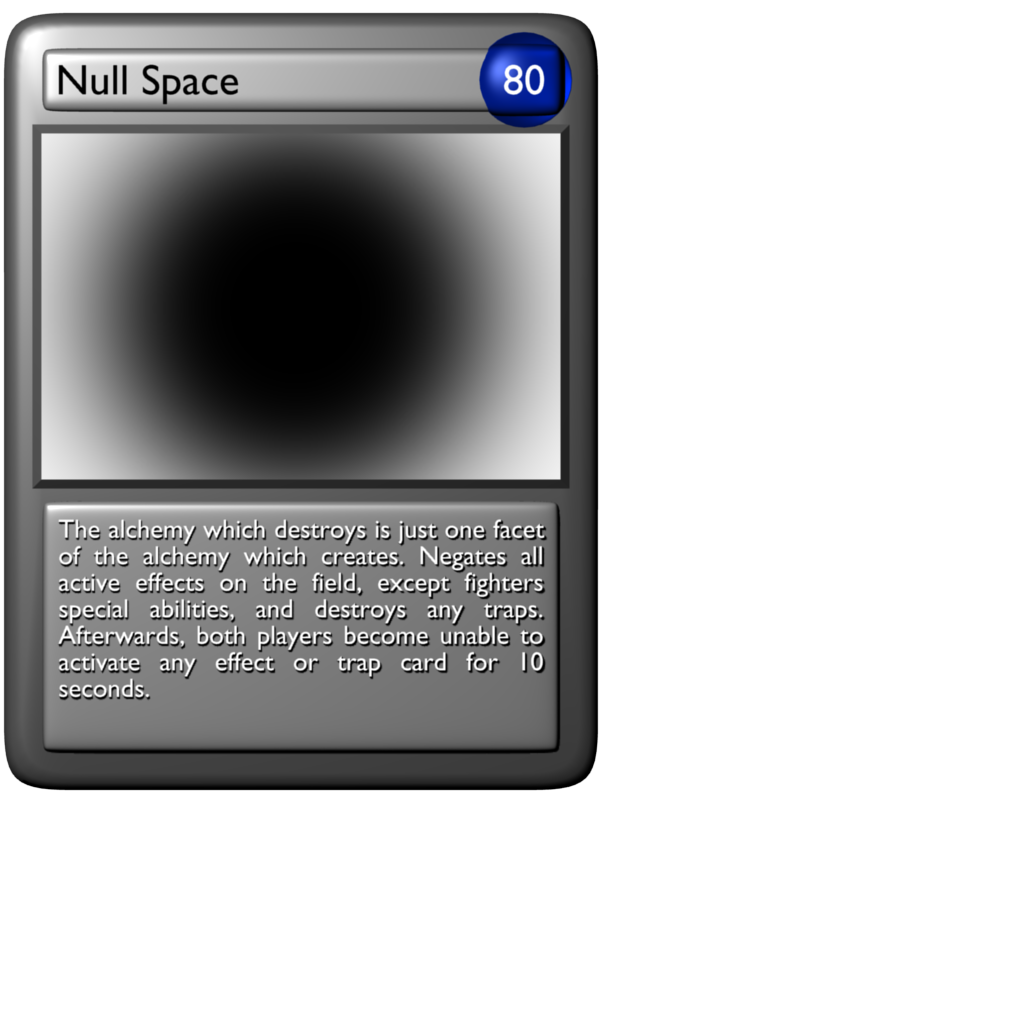 Null Space
80
The alchemy which destroys is just one facet
of the alchemy which creates. Negates all
active effects on the field, except fighters
special abilities, and destroys any traps.
Afterwards, both players become unable to
activate any effect or trap card for 10
seconds.